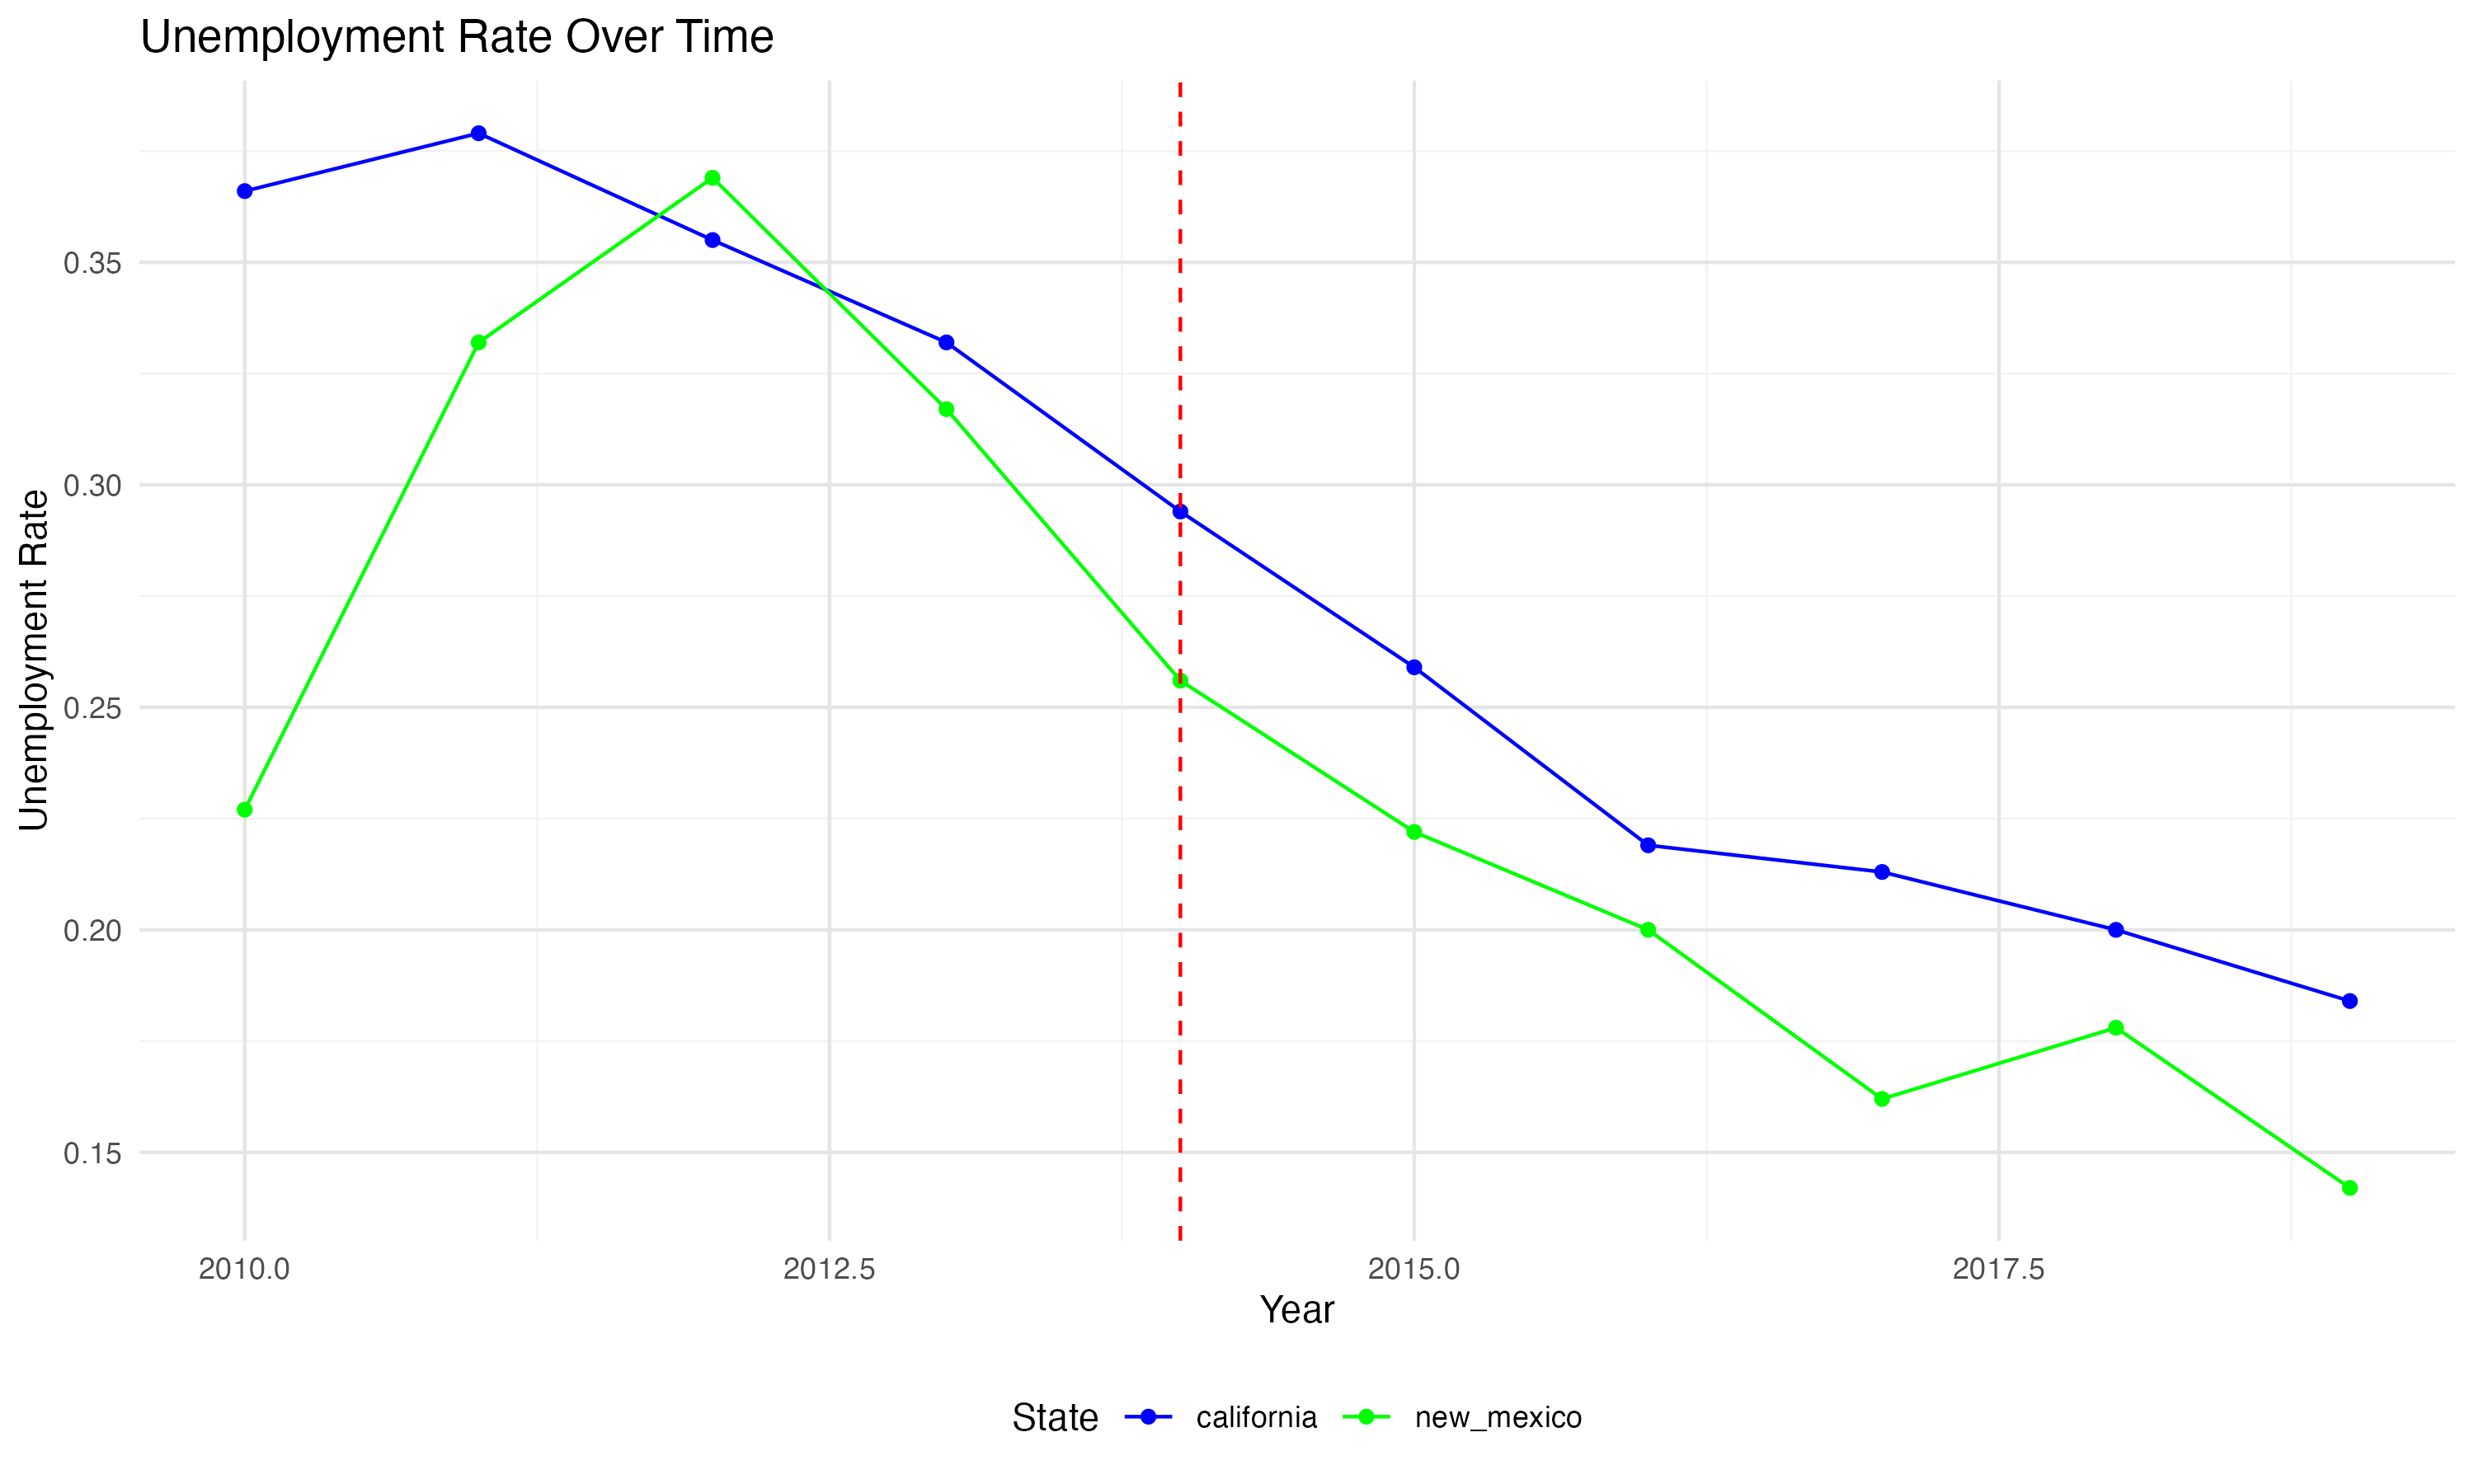 Unemployment Rate Over Time
Unemployment Rate
0.35
0.30
0.25
0.20
0.15
2010.0 2012.5 2015.0 2017.5
Year
State california new_mexico